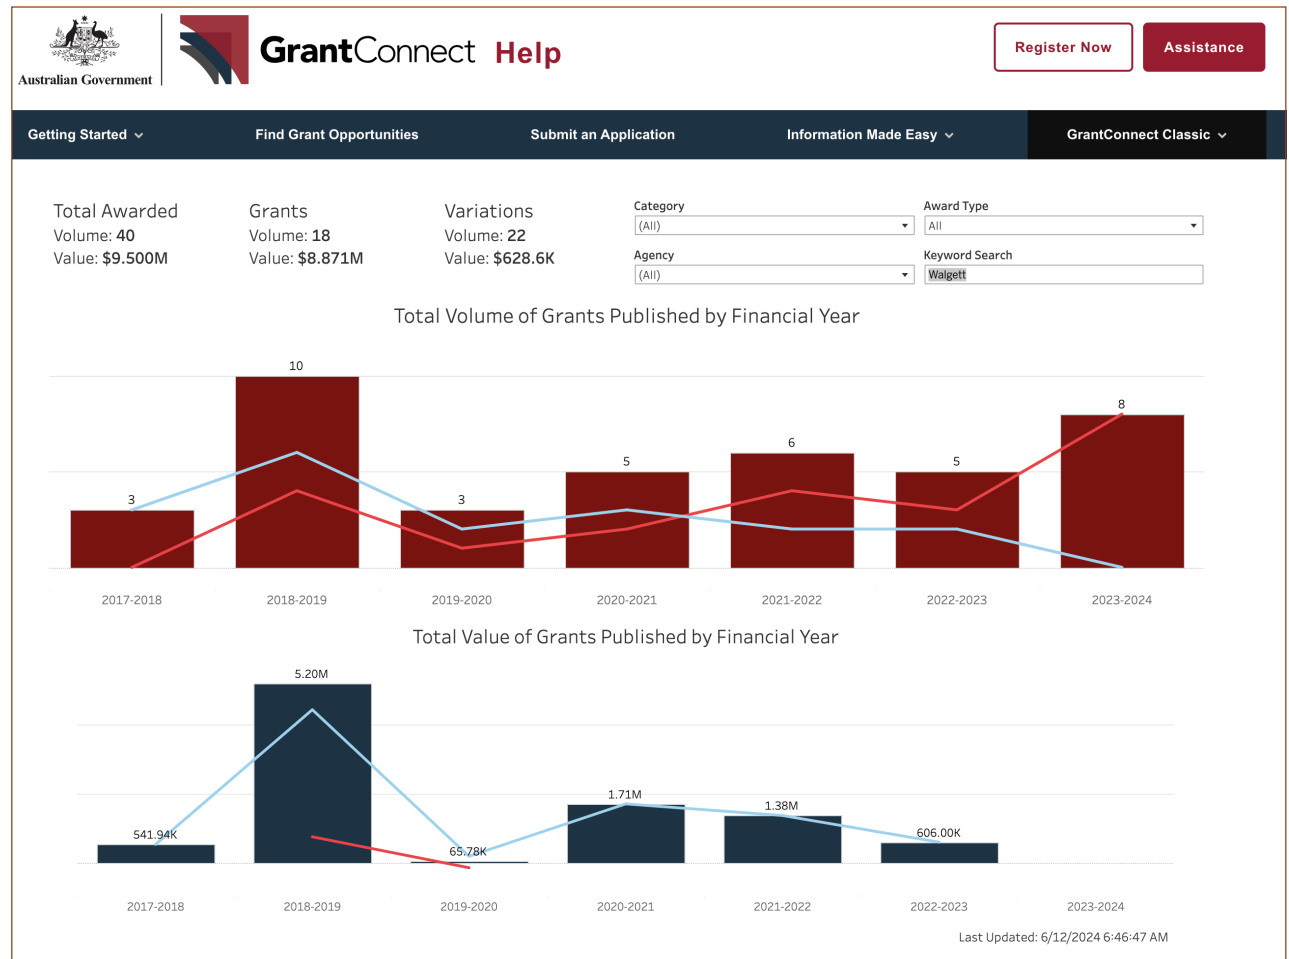 Australian Government
GrantConnect Help
Register Now
Assistance
Getting Started
Find Grant Opportunities
Submit an Application
Information Made Easy
GrantConnect Classic
Total Awarded
Volume: 40
Value: $9.500M
Grants
Volume: 18
Value: $8.871M
Variations
Volume: 22
Value: $628.6K
Category
(All)
Award Type
All
Agency
(All)
Keyword Search
Walgett
Total Volume of Grants Published by Financial Year
3
10
3
5
6
5
8
2017-2018
2018-2019
2019-2020
2020-2021
2021-2022
2022-2023
2023-2024
Total Value of Grants Published by Financial Year
541.94K
5.20M
65.78K
1.71M
1.38M
606.00K
2017-2018
2018-2019
2019-2020
2020-2021
2021-2022
2022-2023
2023-2024
Last Updated: 6/12/2024 6:46:47 AM